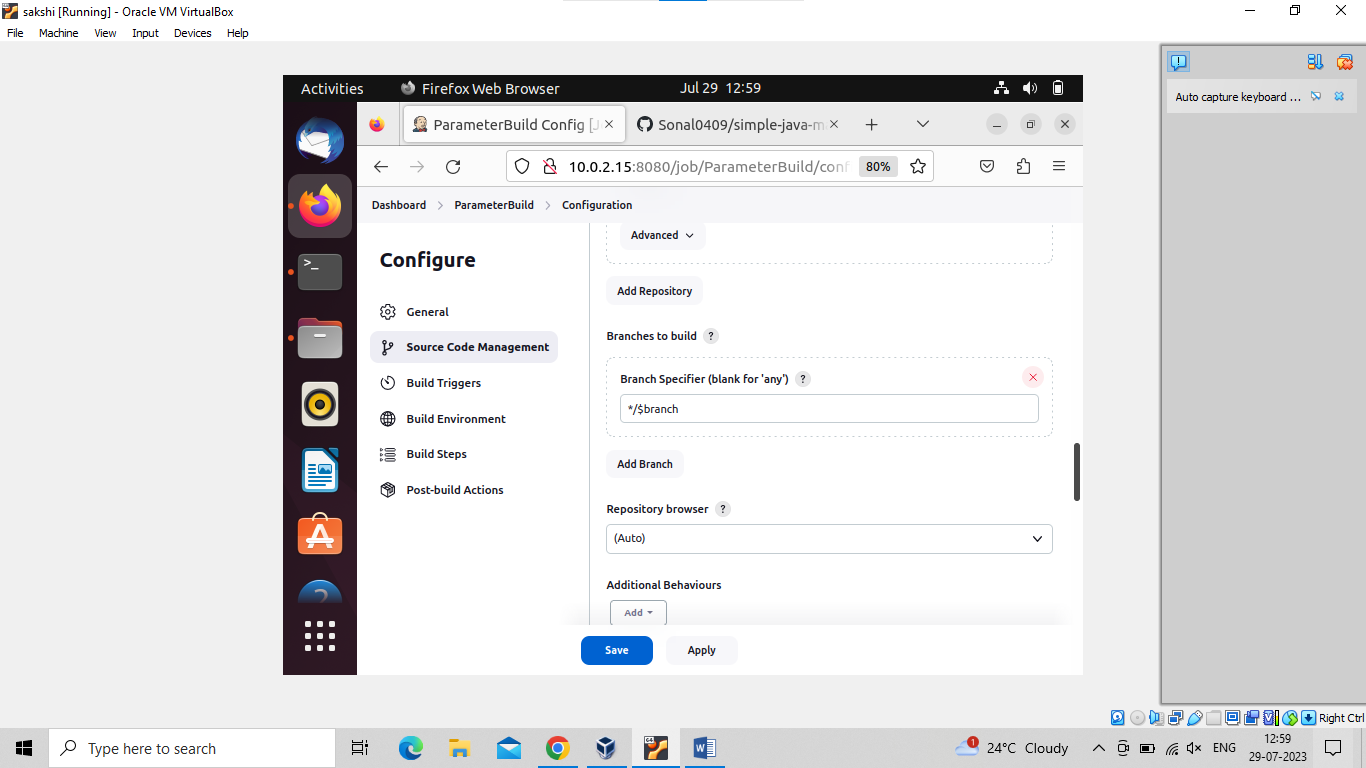 sakshi [Running] - Oracle VM VirtualBox
File Machine View Input Devices Help
Auto capture keyboard ...
Activities Firefox Web Browser Jul 29 12:59
ParameterBuild Config [J Sonal0409/simple-java-m
10.0.2.15:8080/job/ParameterBuild/conf 80%
Dashboard ParameterBuild Configuration
Configure
General
Source Code Management
Build Triggers
Build Environment
Build Steps
Post-build Actions
Advanced
Add Repository
Branches to build ?
Branch Specifier (blank for 'any') ?
*/$branch
Add Branch
Repository browser ?
(Auto)
Additional Behaviours
Add
Save Apply
Right Ctrl
Type here to search
1
24°C Cloudy
ENG
12:59
29-07-2023